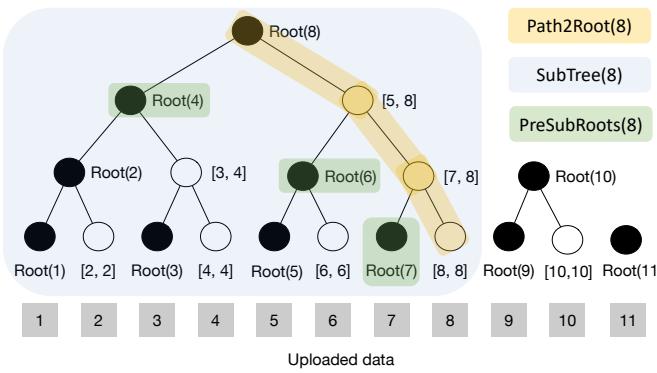 Root(8)
Path2Root(8)
SubTree(8)
PreSubRoots(8)
Root(4)
[5, 8]
Root(2)
[3, 4]
Root(6)
[7, 8]
Root(10)
Root(1) [2, 2] Root(3) [4, 4] Root(5) [6, 6] Root(7) [8, 8] Root(9) [10,10] Root(11
1 2 3 4 5 6 7 8 9 10 11
Uploaded data